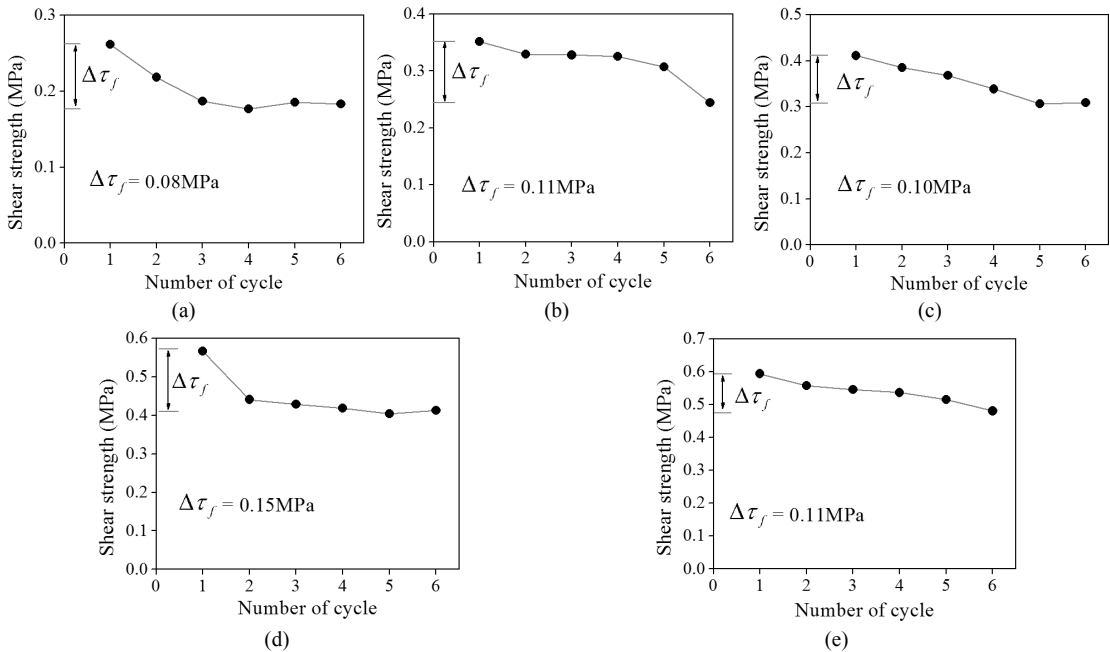 0.3
0.2
0.1
0.0
Shear strength (MPa)
Δτf
Δτf = 0.08MPa
0 1 2 3 4 5 6
Number of cycle
(a)
0.4
0.3
0.2
0.1
0.0
Shear strength (MPa)
Δτf
Δτf = 0.11MPa
0 1 2 3 4 5 6
Number of cycle
(b)
0.5
0.4
0.3
0.2
0.1
0.0
Shear strength (MPa)
Δτf
Δτf = 0.10MPa
0 1 2 3 4 5 6
Number of cycle
(c)
0.6
0.5
0.4
0.3
0.2
0.1
0.0
Shear strength (MPa)
Δτf
Δτf = 0.15MPa
0 1 2 3 4 5 6
Number of cycle
(d)
0.7
0.6
0.5
0.4
0.3
0.2
0.1
0.0
Shear strength (MPa)
Δτf
Δτf = 0.11MPa
0 1 2 3 4 5 6
Number of cycle
(e)